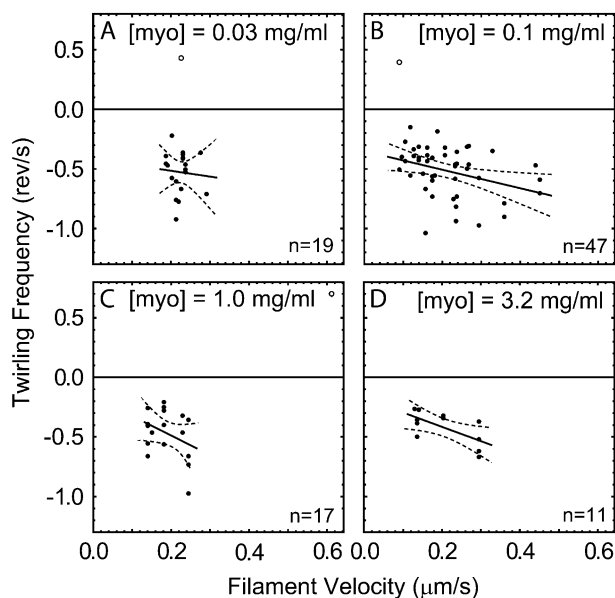 A [myo] = 0.03 mg/ml
B [myo] = 0.1 mg/ml
0.5
0.0
-0.5
-1.0
n=19
n=47
C [myo] = 1.0 mg/ml
D [myo] = 3.2 mg/ml
0.5
0.0
-0.5
-1.0
n=17
n=11
0.0 0.2 0.4 0.6 0.0 0.2 0.4 0.6
Twirling Frequency (rev/s)
Filament Velocity (μm/s)